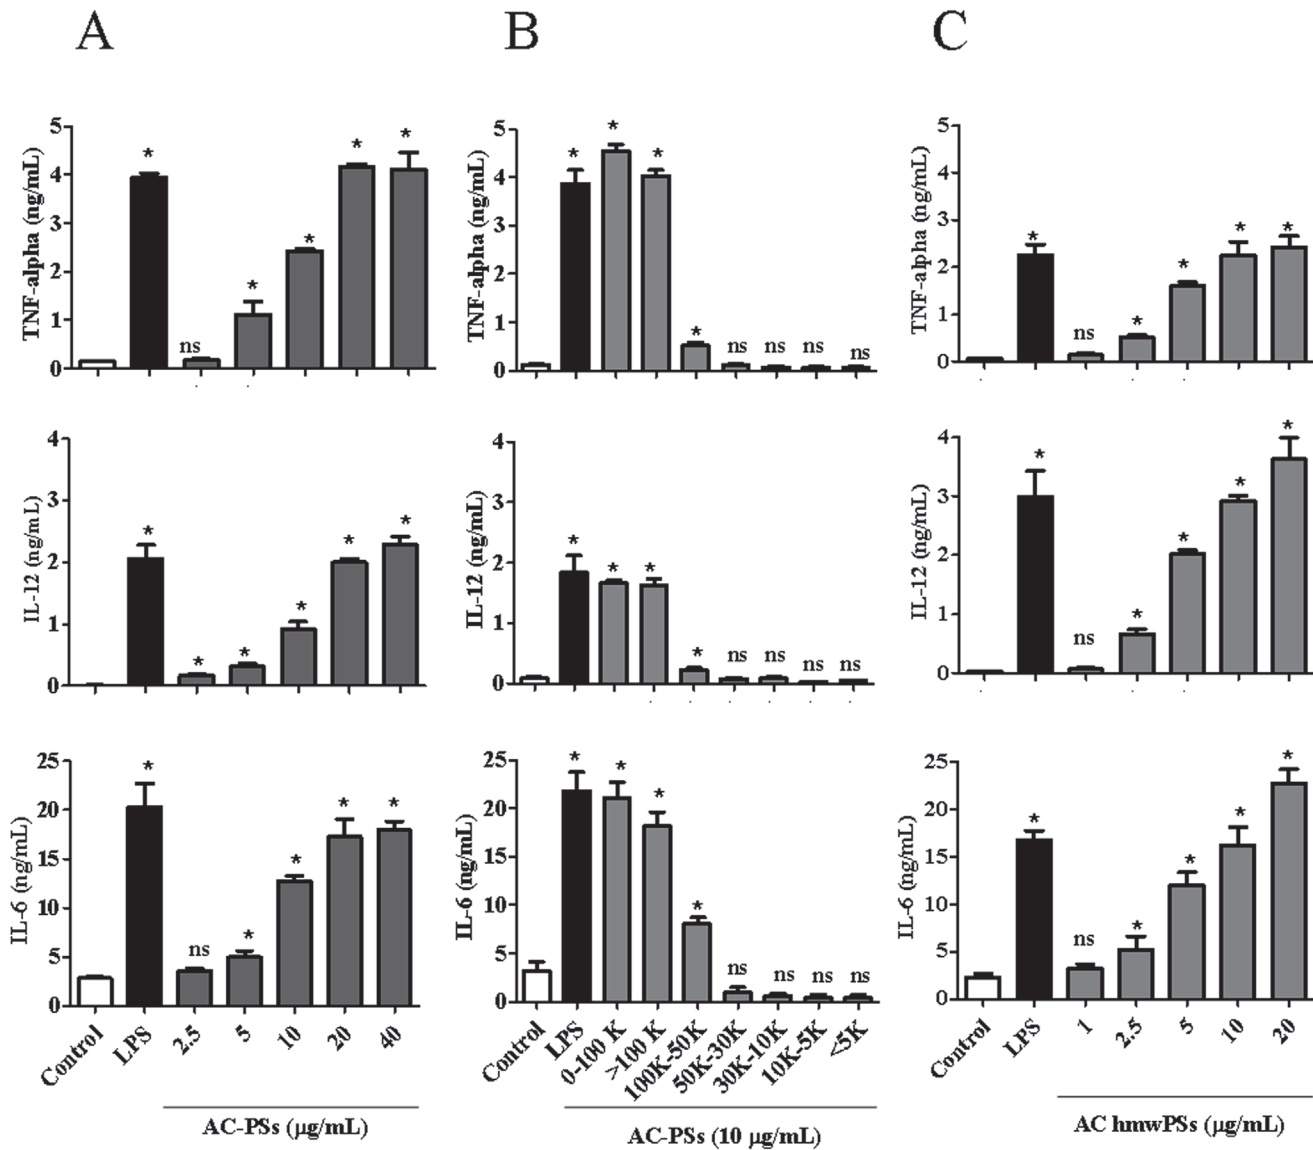 A B C
5
4
3
2
1
0
TNF-alpha (ng/mL)
* ns * * * *
5
4
3
2
1
0
TNF-alpha (ng/mL)
* * * * ns ns ns ns
5
4
3
2
1
0
TNF-alpha (ng/mL)
* ns * * * *
4
3
2
1
0
IL-12 (ng/mL)
* * * * * *
4
3
2
1
0
IL-12 (ng/mL)
* * * * ns ns ns ns
4
3
2
1
0
IL-12 (ng/mL)
* ns * * * *
25
20
15
10
5
0
IL-6 (ng/mL)
* ns * * * *
Control LPS 2.5 5 10 20 40
AC-PSs (μg/mL)
25
20
15
10
5
0
IL-6 (ng/mL)
* * * * ns ns ns ns
Control LPS 0-100 K >100 K 100K-50K 50K-30K 30K-10K 10K-5K <5K
AC-PSs (10 μg/mL)
25
20
15
10
5
0
IL-6 (ng/mL)
* ns * * * *
Control LPS 1 2.5 5 10 20
AC hmwPSs (μg/mL)